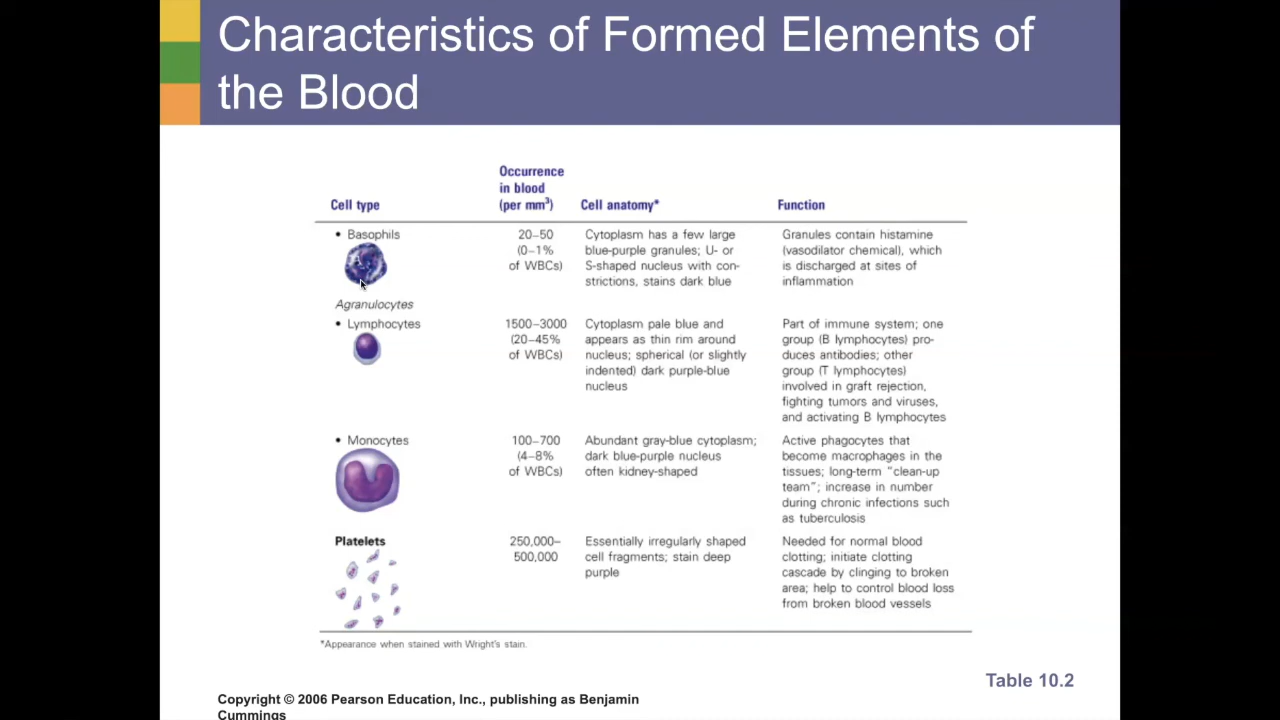 Characteristics of Formed Elements of
the Blood
Cell type
Occurrence
in blood
(per mm³)
Cell anatomy*
Function
• Basophils
20–50
(0–1%
of WBCs)
Cytoplasm has a few large
blue-purple granules; U- or
S-shaped nucleus with con-
strictions, stains dark blue
Granules contain histamine
(vasodilator chemical), which
is discharged at sites of
inflammation
Agranulocytes
• Lymphocytes
1500–3000
(20–45%
of WBCs)
Cytoplasm pale blue and
appears as thin rim around
nucleus; spherical (or slightly
indented) dark purple-blue
nucleus
Part of immune system; one
group (B lymphocytes) pro-
duces antibodies; other
group (T lymphocytes)
involved in graft rejection,
fighting tumors and viruses,
and activating B lymphocytes
• Monocytes
100–700
(4–8%
of WBCs)
Abundant gray-blue cytoplasm;
dark blue-purple nucleus
often kidney-shaped
Active phagocytes that
become macrophages in the
tissues; long-term "clean-up
team"; increase in number
during chronic infections such
as tuberculosis
Platelets
250,000–
500,000
Essentially irregularly shaped
cell fragments; stain deep
purple
Needed for normal blood
clotting; initiate clotting
cascade by clinging to broken
area; help to control blood loss
from broken blood vessels
*Appearance when stained with Wright's stain.
Table 10.2
Copyright © 2006 Pearson Education, Inc., publishing as Benjamin
Cummings